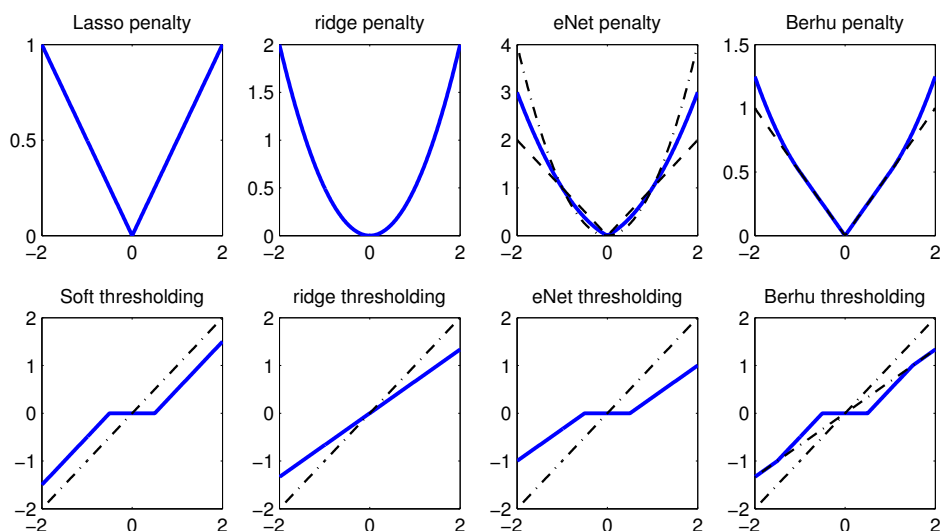 Lasso penalty
ridge penalty
eNet penalty
Berhu penalty
1
0.5
0
−2 0 2
2
1.5
1
0.5
0
−2 0 2
4
3
2
1
0
−2 0 2
1.5
1
0.5
0
−2 0 2
Soft thresholding
ridge thresholding
eNet thresholding
Berhu thresholding
2
1
0
−1
−2
−2 0 2
2
1
0
−1
−2
−2 0 2
2
1
0
−1
−2
−2 0 2
2
1
0
−1
−2
−2 0 2